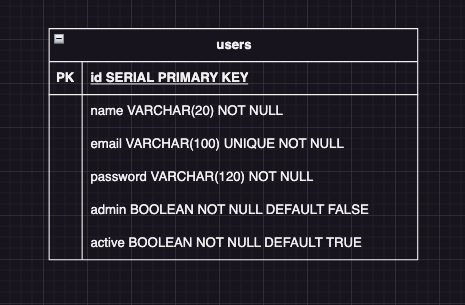 users
PK id SERIAL PRIMARY KEY
name VARCHAR(20) NOT NULL
email VARCHAR(100) UNIQUE NOT NULL
password VARCHAR(120) NOT NULL
admin BOOLEAN NOT NULL DEFAULT FALSE
active BOOLEAN NOT NULL DEFAULT TRUE